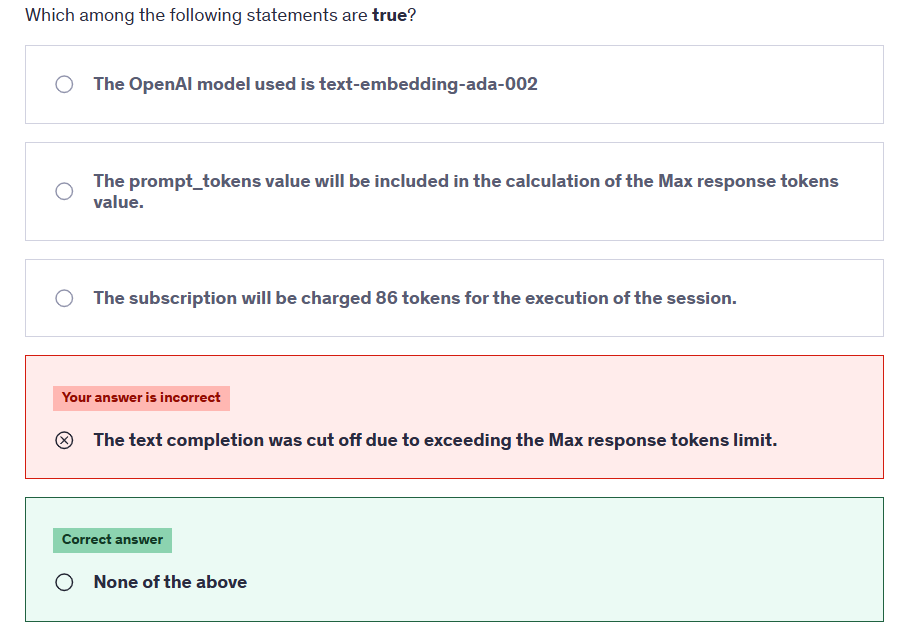 Which among the following statements are true?
The OpenAI model used is text-embedding-ada-002
The prompt_tokens value will be included in the calculation of the Max response tokens
value.
The subscription will be charged 86 tokens for the execution of the session.
Your answer is incorrect
The text completion was cut off due to exceeding the Max response tokens limit.
Correct answer
None of the above